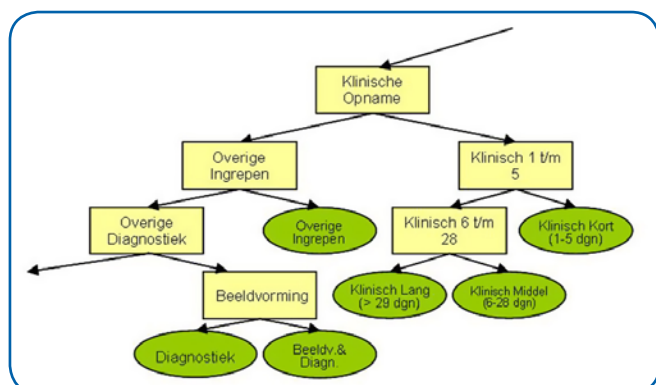 Klinische
Opname
Overige
Ingrepen
Klinisch 1 t/m
5
Overige
Diagnostiek
Overige
Ingrepen
Klinisch 6 t/m
28
Klinisch Kort
(1-5 dgn)
Beeldvorming
Klinisch Lang
(> 29 dgn)
Klinisch Middel
(6-28 dgn)
Diagnostiek
Beeldv.&
Diagn.